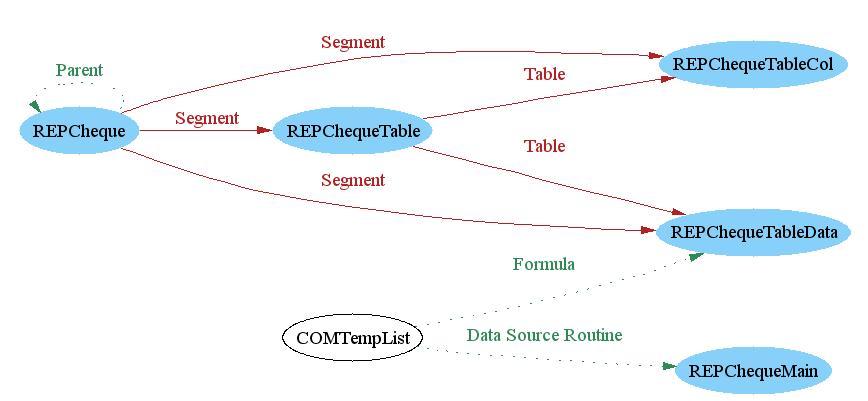 Segment
REPChequeTableCol
Parent
Table
Segment
REPCheque
REPChequeTable
Table
Segment
REPChequeTableData
Formula
COMTempList
Data Source Routine
REPChequeMain